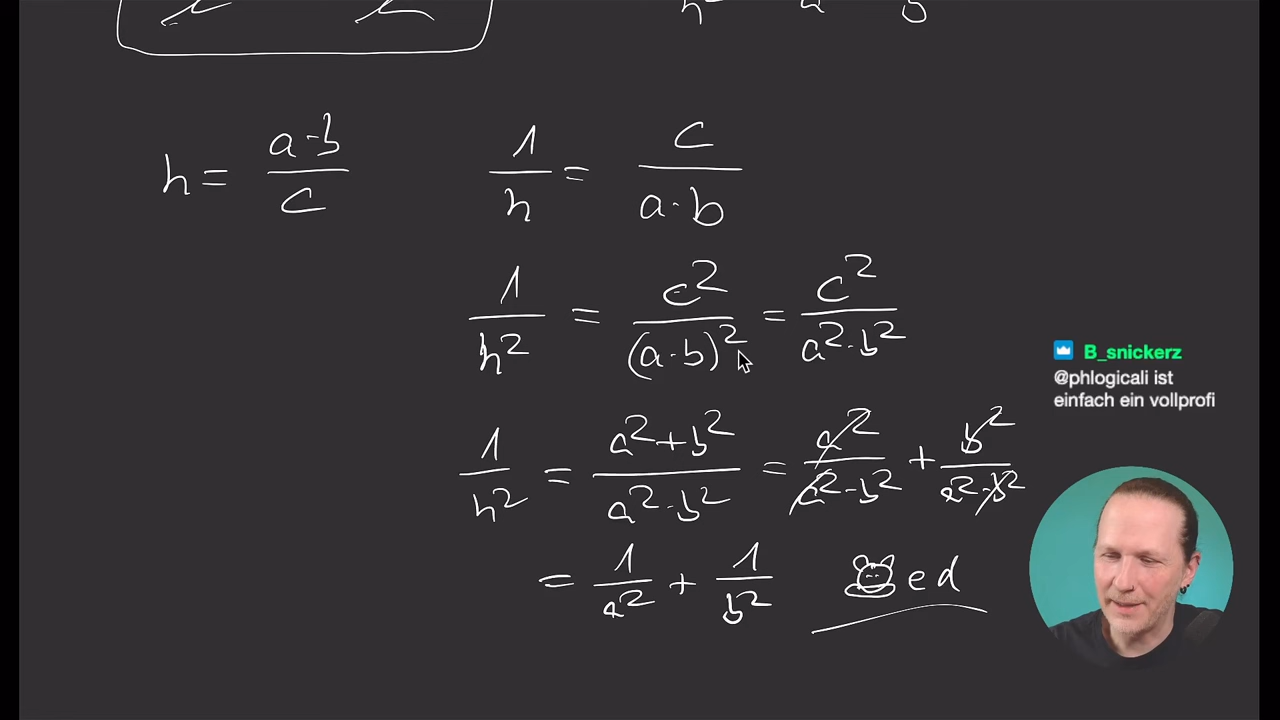 h² a b
h = a·b/c 1/h = c/(a·b)
1/h² = c²/(a·b)² = c²/(a²·b²)
B_snickerz
@phlogicali ist
einfach ein vollprofi
1/h² = (a²+b²)/(a²·b²) = a²/(a²·b²) + b²/(a²·b²)
= 1/a² + 1/b² ed